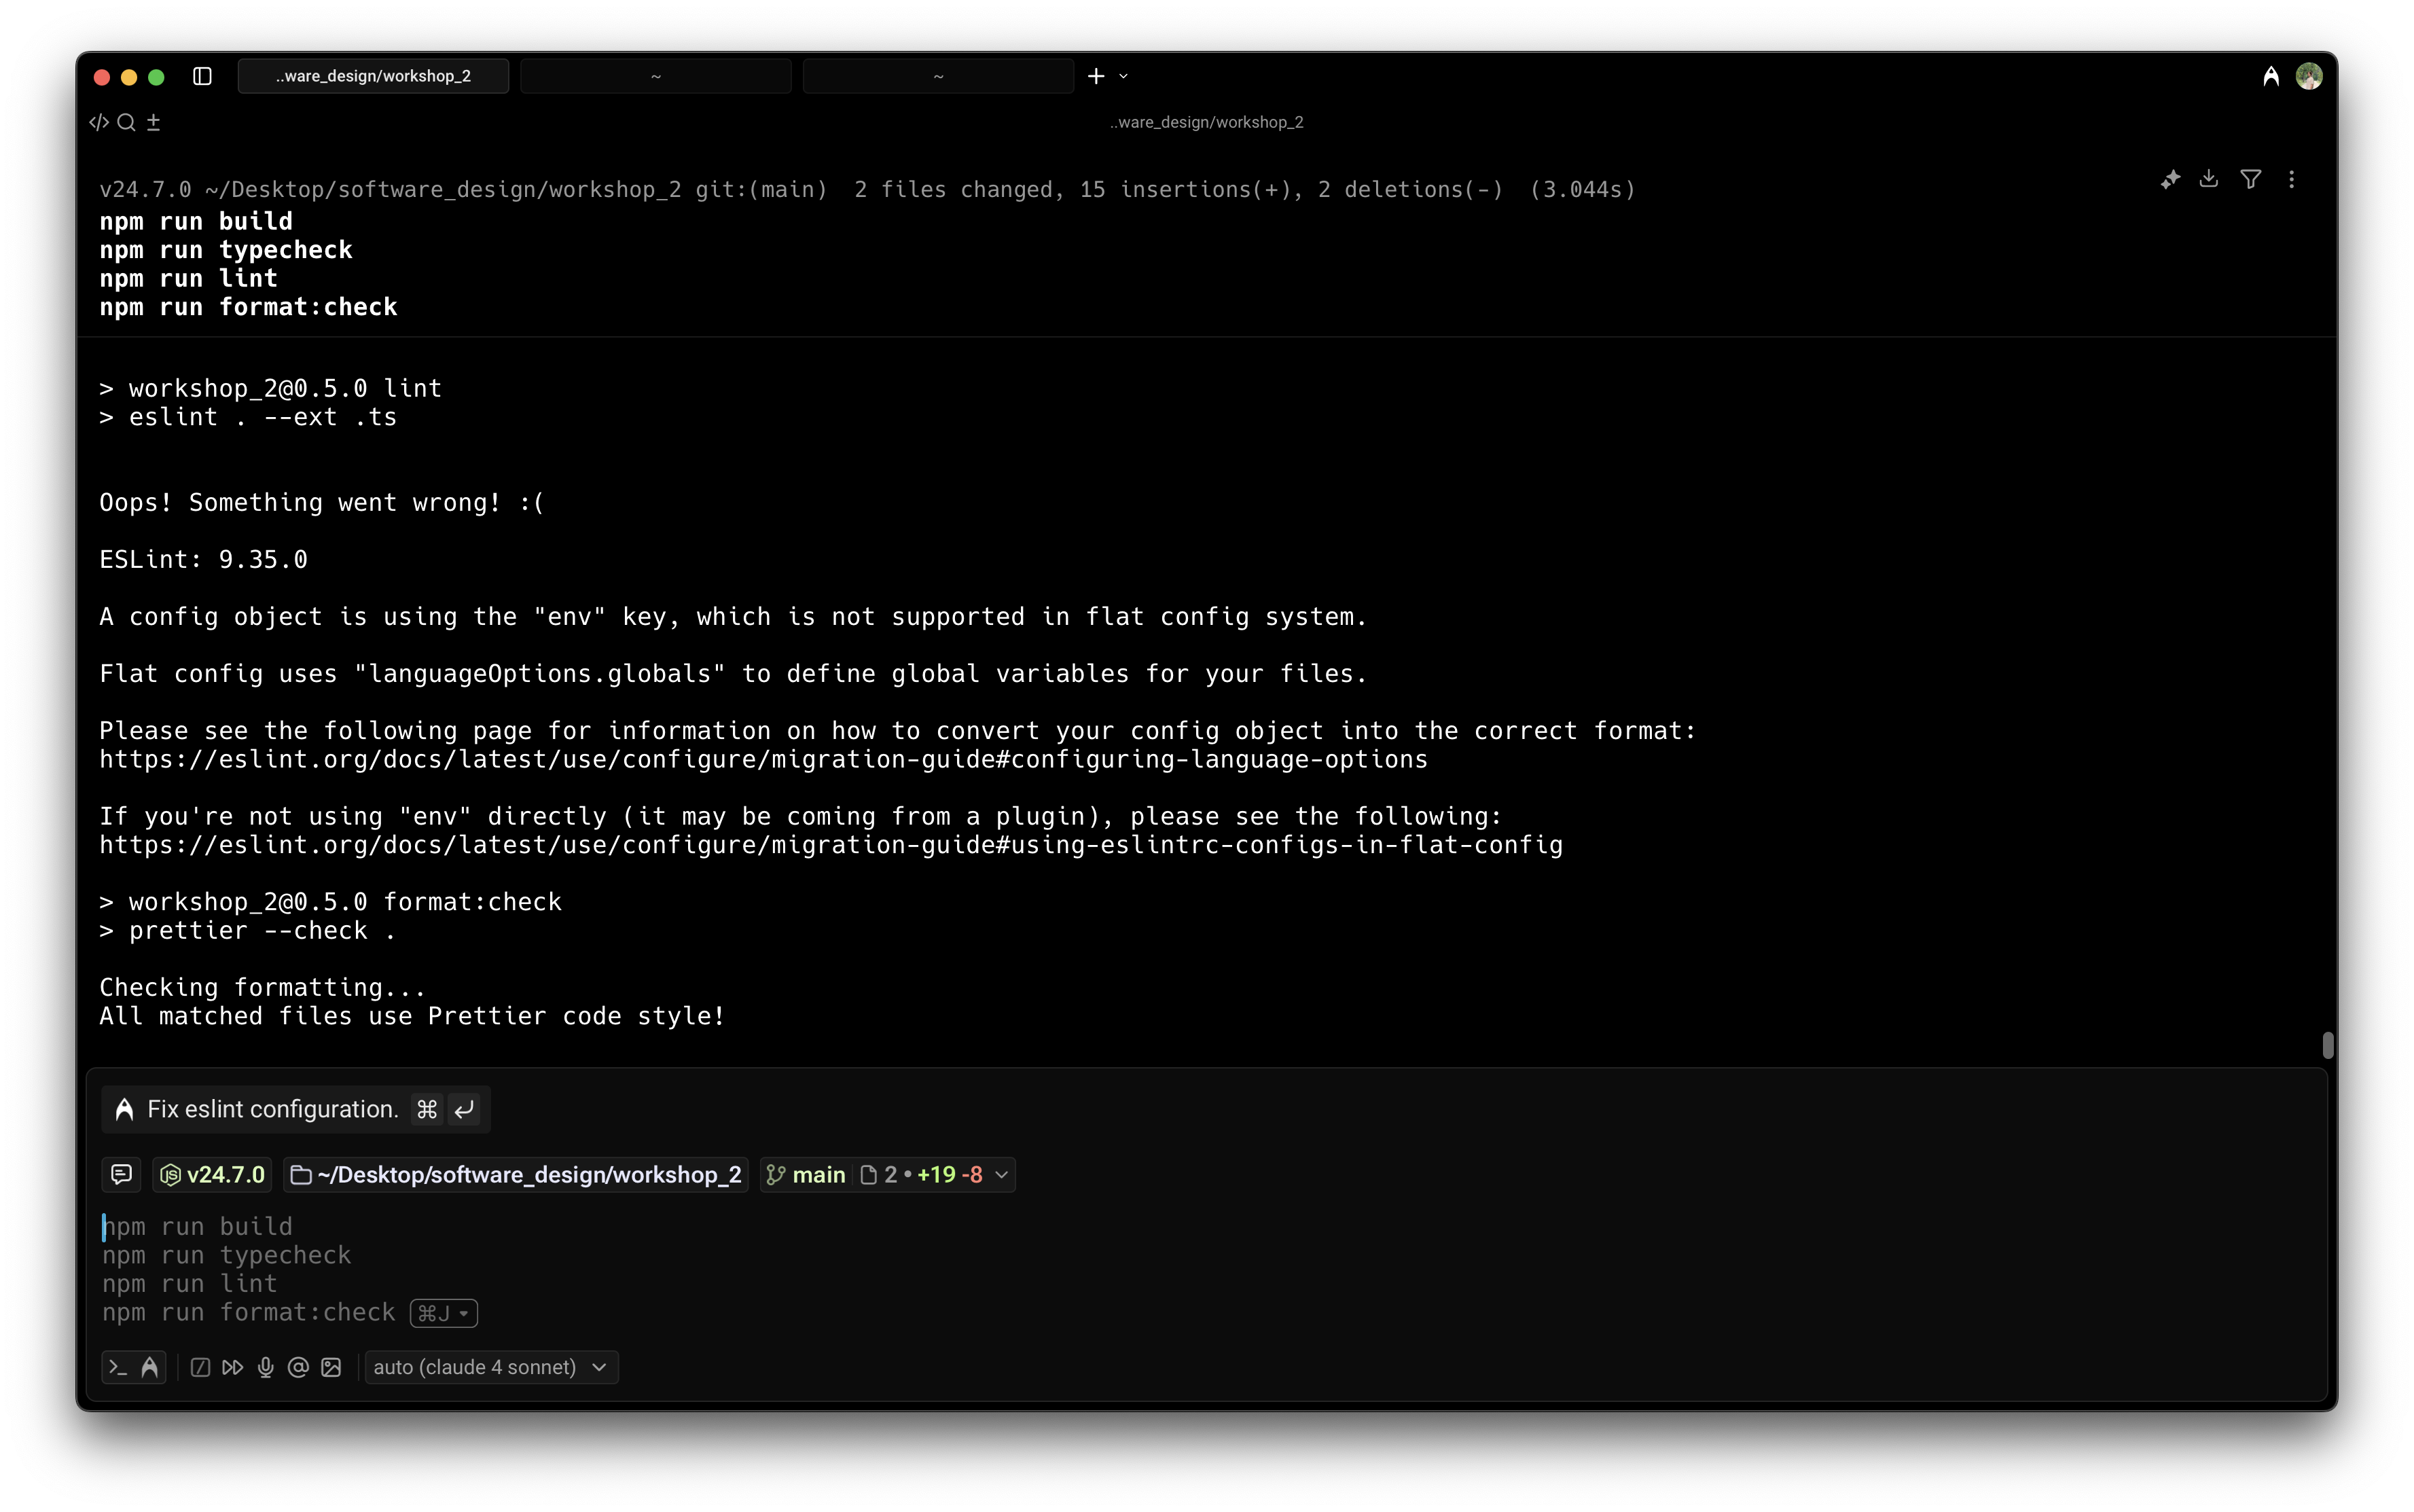 ..ware_design/workshop_2
~
~
..ware_design/workshop_2
v24.7.0 ~/Desktop/software_design/workshop_2 git:(main)  2 files changed, 15 insertions(+), 2 deletions(-)  (3.044s)
npm run build
npm run typecheck
npm run lint
npm run format:check
> workshop_2@0.5.0 lint
> eslint . --ext .ts
Oops! Something went wrong! :(
ESLint: 9.35.0
A config object is using the "env" key, which is not supported in flat config system.
Flat config uses "languageOptions.globals" to define global variables for your files.
Please see the following page for information on how to convert your config object into the correct format:
https://eslint.org/docs/latest/use/configure/migration-guide#configuring-language-options
If you're not using "env" directly (it may be coming from a plugin), please see the following:
https://eslint.org/docs/latest/use/configure/migration-guide#using-eslintrc-configs-in-flat-config
> workshop_2@0.5.0 format:check
> prettier --check .
Checking formatting...
All matched files use Prettier code style!
Fix eslint configuration. ⌘ ↵
v24.7.0 ~/Desktop/software_design/workshop_2 main 2 • +19 -8
npm run build
npm run typecheck
npm run lint
npm run format:check ⌘J
auto (claude 4 sonnet)